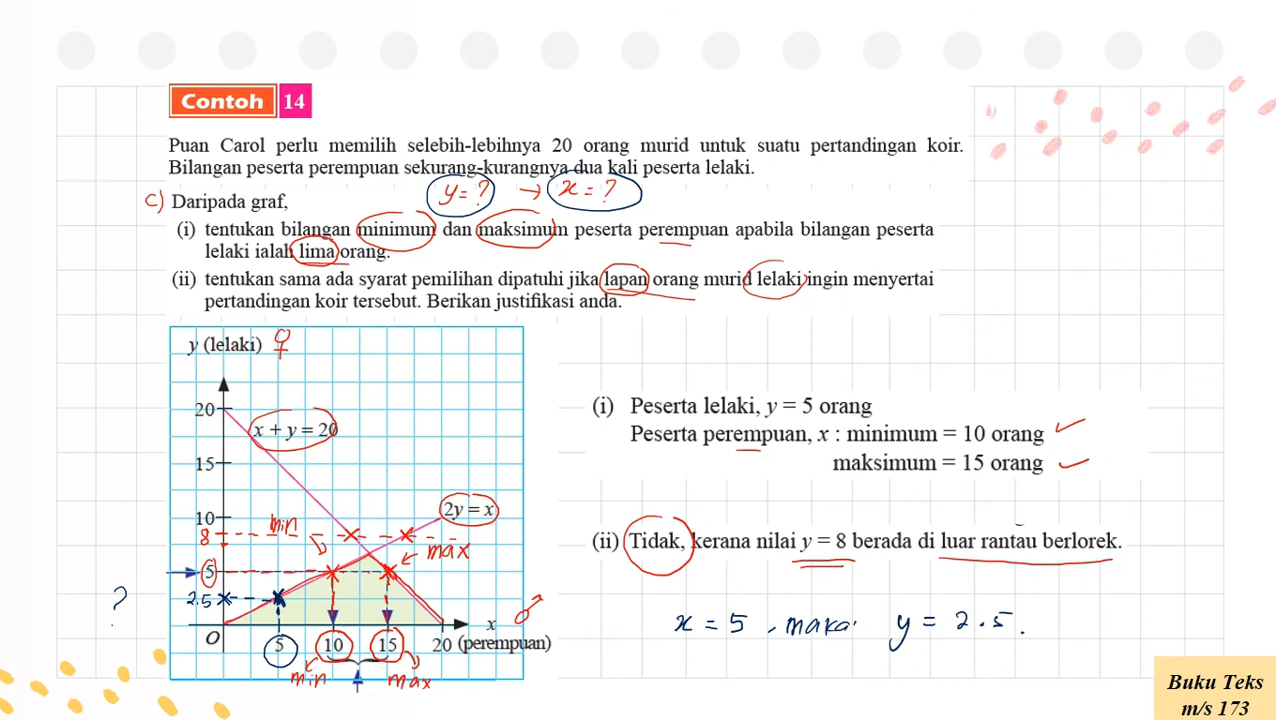 Contoh 14
Puan Carol perlu memilih selebih-lebihnya 20 orang murid untuk suatu pertandingan koir.
Bilangan peserta perempuan sekurang-kurangnya dua kali peserta lelaki.
y = ? → x = ?
c) Daripada graf,
(i) tentukan bilangan minimum dan maksimum peserta perempuan apabila bilangan peserta
lelaki ialah lima orang.
(ii) tentukan sama ada syarat pemilihan dipatuhi jika lapan orang murid lelaki ingin menyertai
pertandingan koir tersebut. Berikan justifikasi anda.
y (lelaki) ♀
20
x + y = 20
15
10
2y = x
min
8
max
5
2.5
?
O 5 10 15 20 x (perempuan) ♂
min max
(i) Peserta lelaki, y = 5 orang
Peserta perempuan, x : minimum = 10 orang ✓
maksimum = 15 orang ✓
(ii) Tidak, kerana nilai y = 8 berada di luar rantau berlorek.
x = 5 , maka y = 2.5.
Buku Teks
m/s 173